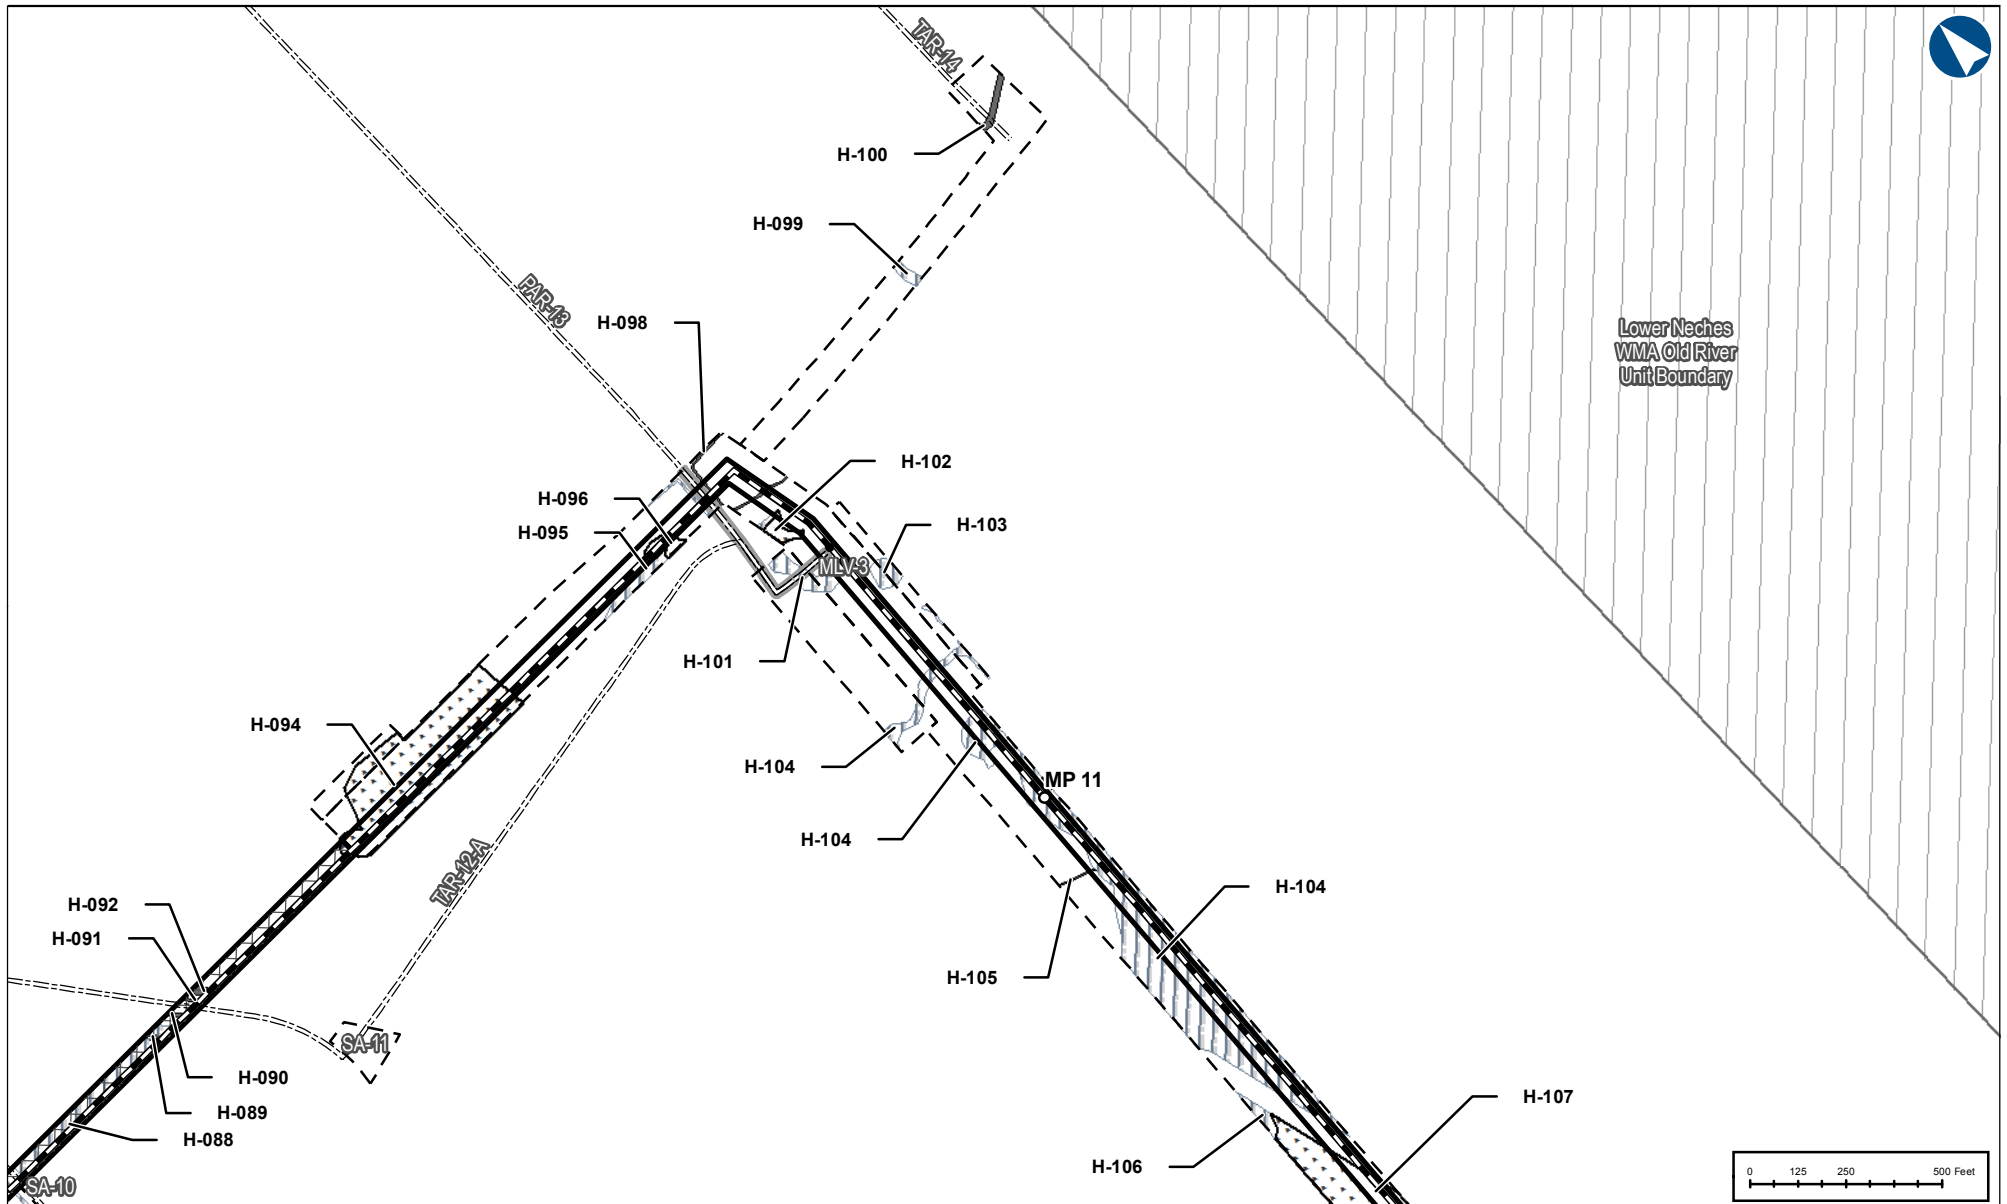 TAR-14
H-100
H-099
PAR-13
H-098
Lower Neches
WMA Old River
Unit Boundary
H-102
H-096
H-103
H-095
MLV-3
H-101
H-094
H-104
MP 11
H-104
TAR-12-A
H-104
H-092
H-091
H-105
SA-11
H-090
H-107
H-089
H-088
H-106
SA-10
0 125 250 500 Feet